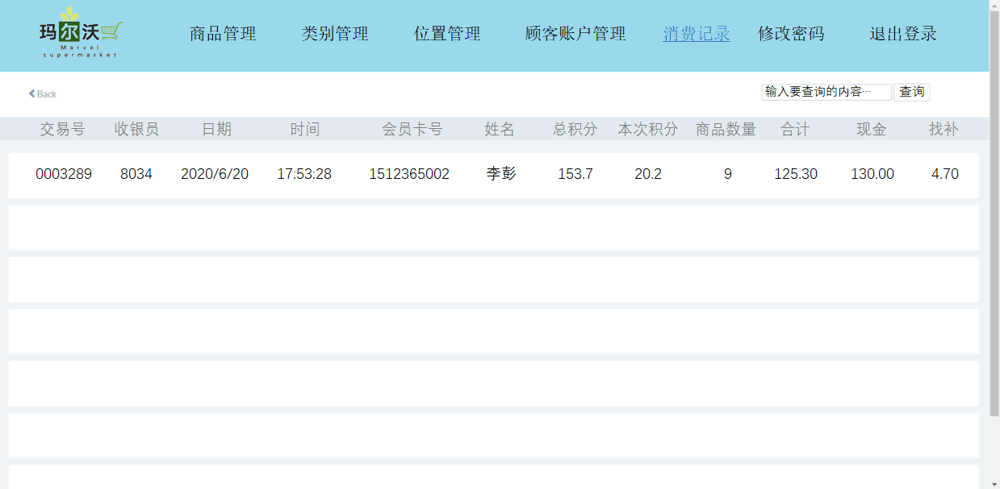 玛尔沃
Marvel
supermarket
商品管理 类别管理 位置管理 顾客账户管理 消费记录 修改密码 退出登录
Back
输入要查询的内容… 查询
交易号 收银员 日期 时间 会员卡号 姓名 总积分 本次积分 商品数量 合计 现金 找补
0003289 8034 2020/6/20 17:53:28 1512365002 李彭 153.7 20.2 9 125.30 130.00 4.70